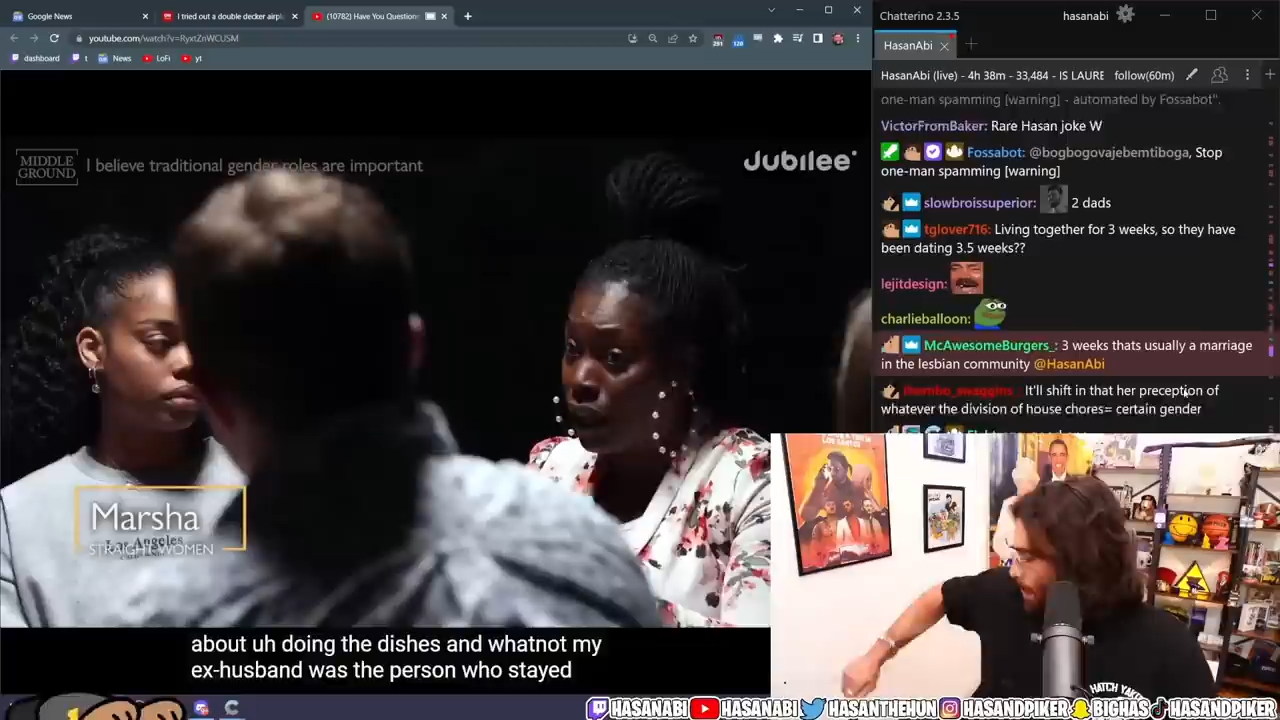 Google News
I tried out a double decker airpl
(10782) Have You Question
youtube.com/watch?v=RyxtZnWCUSM
dashboard
t
News
LoFi
yt
291
128
MIDDLE
GROUND
I believe traditional gender roles are important
Jubilee
Marsha
STRAIGHT WOMEN
Los Angeles
about uh doing the dishes and whatnot my
ex-husband was the person who stayed
Chatterino 2.3.5
hasanabi
HasanAbi
HasanAbi (live) - 4h 38m - 33,484 - IS LAURE
follow(60m)
one-man spamming [warning] - automated by Fossabot".
VictorFromBaker: Rare Hasan joke W
Fossabot: @bogbogovajebemtiboga, Stop
one-man spamming [warning]
slowbroissuperior: 2 dads
tglover716: Living together for 3 weeks, so they have
been dating 3.5 weeks??
lejitdesign:
charlieballoon:
McAwesomeBurgers_: 3 weeks thats usually a marriage
in the lesbian community @HasanAbi
It'll shift in that her preception of
whatever the division of house chores= certain gender
HASANABI
HASANABI
HASANTHEHUN
HASANDPIKER
BIGHAS
HASANDPIKER